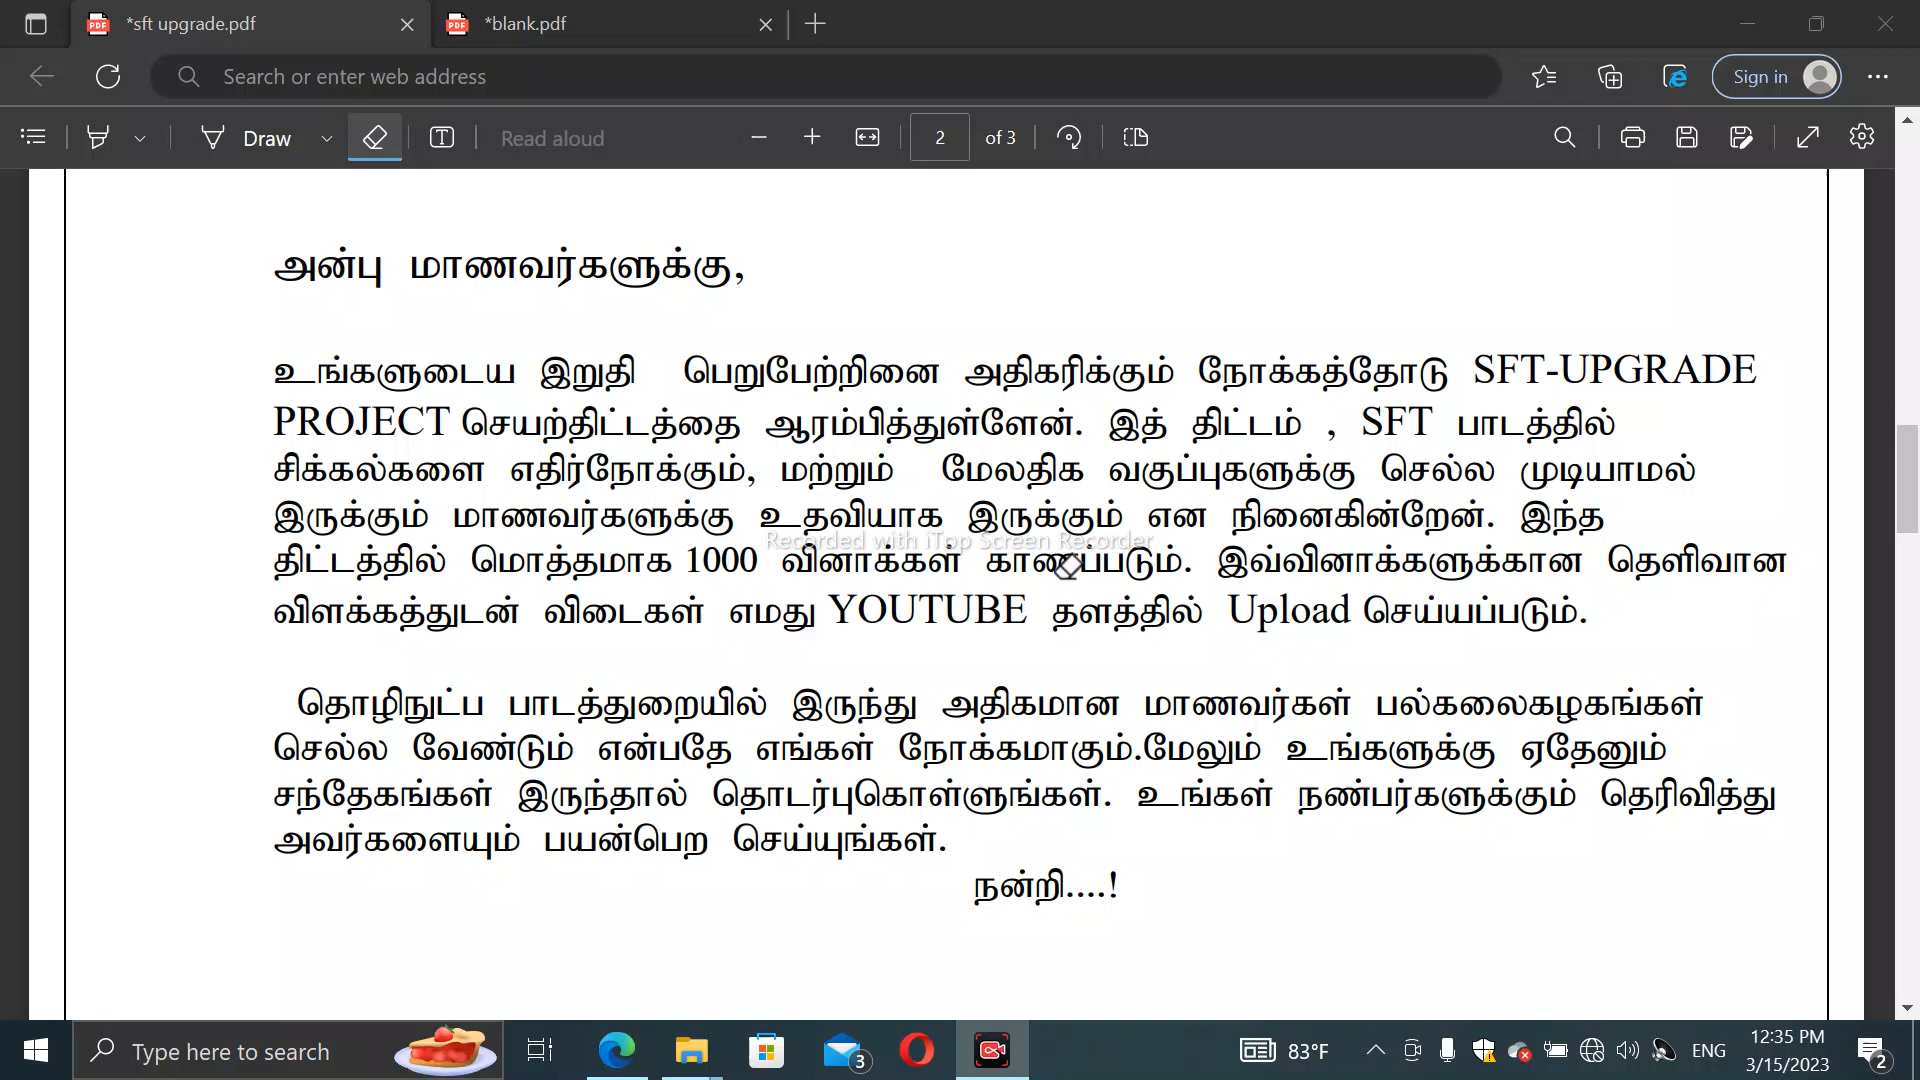 *sft upgrade.pdf
*blank.pdf
Search or enter web address
Sign in
Draw
Read aloud
2 of 3
அன்பு மாணவர்களுக்கு,
உங்களுடைய இறுதி பெறுபேற்றினை அதிகரிக்கும் நோக்கத்தோடு SFT-UPGRADE
PROJECT செயற்திட்டத்தை ஆரம்பித்துள்ளேன். இத் திட்டம் , SFT பாடத்தில்
சிக்கல்களை எதிர்நோக்கும், மற்றும் மேலதிக வகுப்புகளுக்கு செல்ல முடியாமல்
இருக்கும் மாணவர்களுக்கு உதவியாக இருக்கும் என நினைகின்றேன். இந்த
Recorded with iTop Screen Recorder
திட்டத்தில் மொத்தமாக 1000 வினாக்கள் காணப்படும். இவ்வினாக்களுக்கான தெளிவான
விளக்கத்துடன் விடைகள் எமது YOUTUBE தளத்தில் Upload செய்யப்படும்.
தொழிநுட்ப பாடத்துறையில் இருந்து அதிகமான மாணவர்கள் பல்கலைகழகங்கள்
செல்ல வேண்டும் என்பதே எங்கள் நோக்கமாகும்.மேலும் உங்களுக்கு ஏதேனும்
சந்தேகங்கள் இருந்தால் தொடர்புகொள்ளுங்கள். உங்கள் நண்பர்களுக்கும் தெரிவித்து
அவர்களையும் பயன்பெற செய்யுங்கள்.
நன்றி....!
Type here to search
3
83°F
ENG
12:35 PM
3/15/2023
2